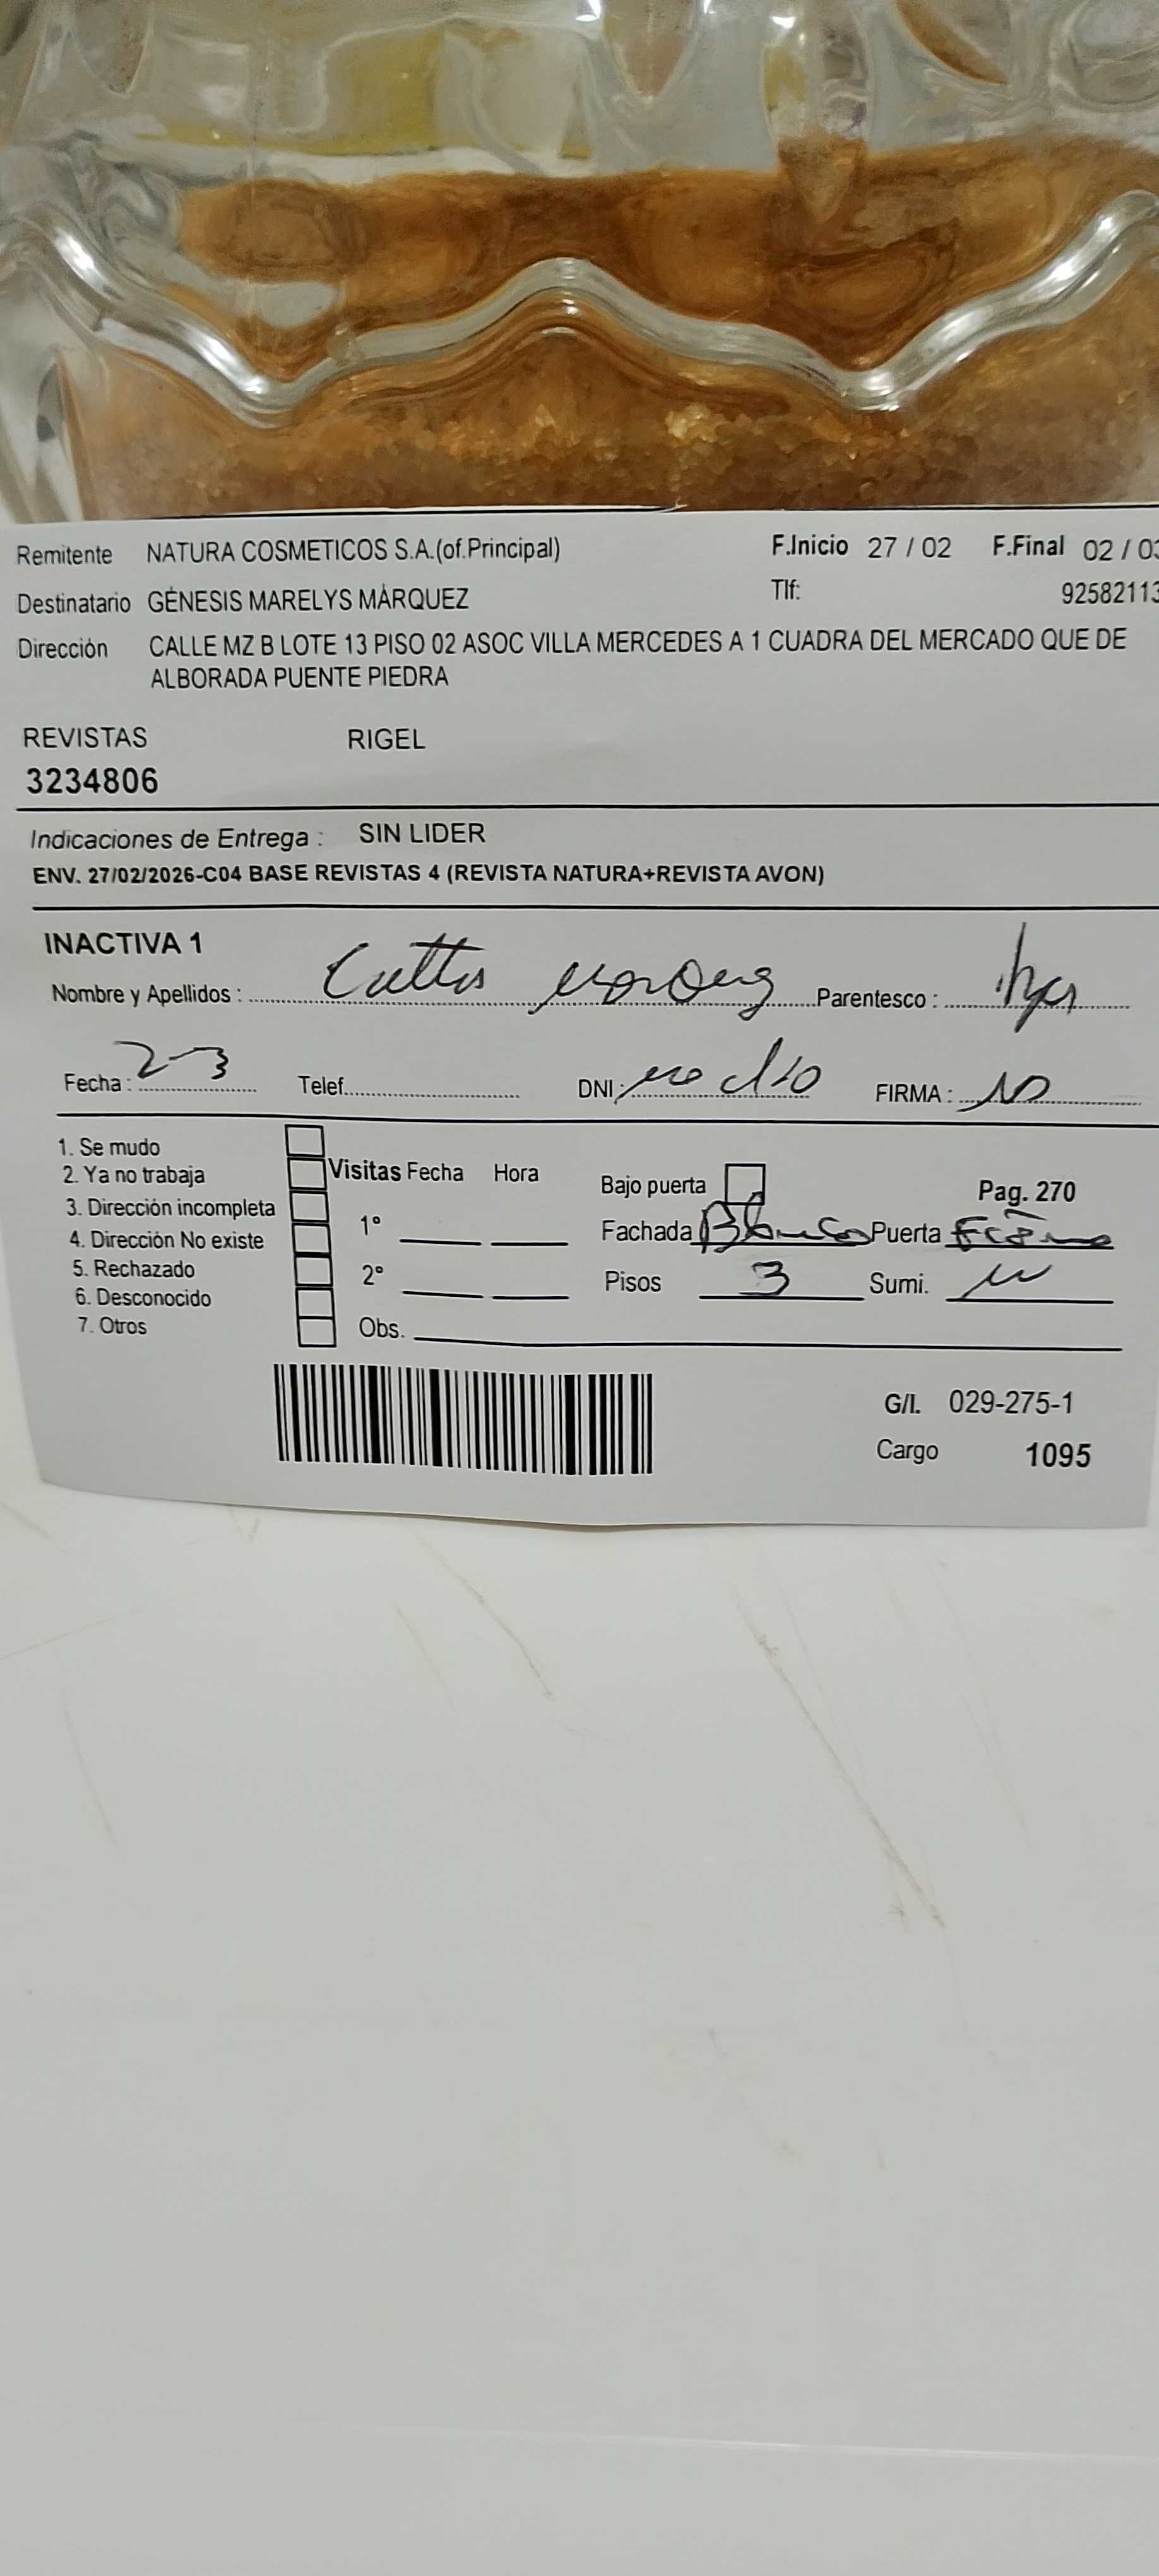 Remitente NATURA COSMETICOS S.A.(of.Principal) F.Inicio 27 / 02 F.Final 02 / 03
Destinatario GÉNESIS MARELYS MÁRQUEZ Tlf: 92582113
Dirección CALLE MZ B LOTE 13 PISO 02 ASOC VILLA MERCEDES A 1 CUADRA DEL MERCADO QUE DE
ALBORADA PUENTE PIEDRA
REVISTAS RIGEL
3234806
Indicaciones de Entrega : SIN LIDER
ENV. 27/02/2026-C04 BASE REVISTAS 4 (REVISTA NATURA+REVISTA AVON)
INACTIVA 1
Nombre y Apellidos : Parentesco :
Fecha : 2-3 Telef. DNI: no dio FIRMA :
1. Se mudo
2. Ya no trabaja Visitas Fecha Hora Bajo puerta Pag. 270
3. Dirección incompleta 1° Fachada Blanco Puerta
4. Dirección No existe
5. Rechazado 2° Pisos 3 Sumi.
6. Desconocido
7. Otros Obs.
G/I. 029-275-1
Cargo 1095